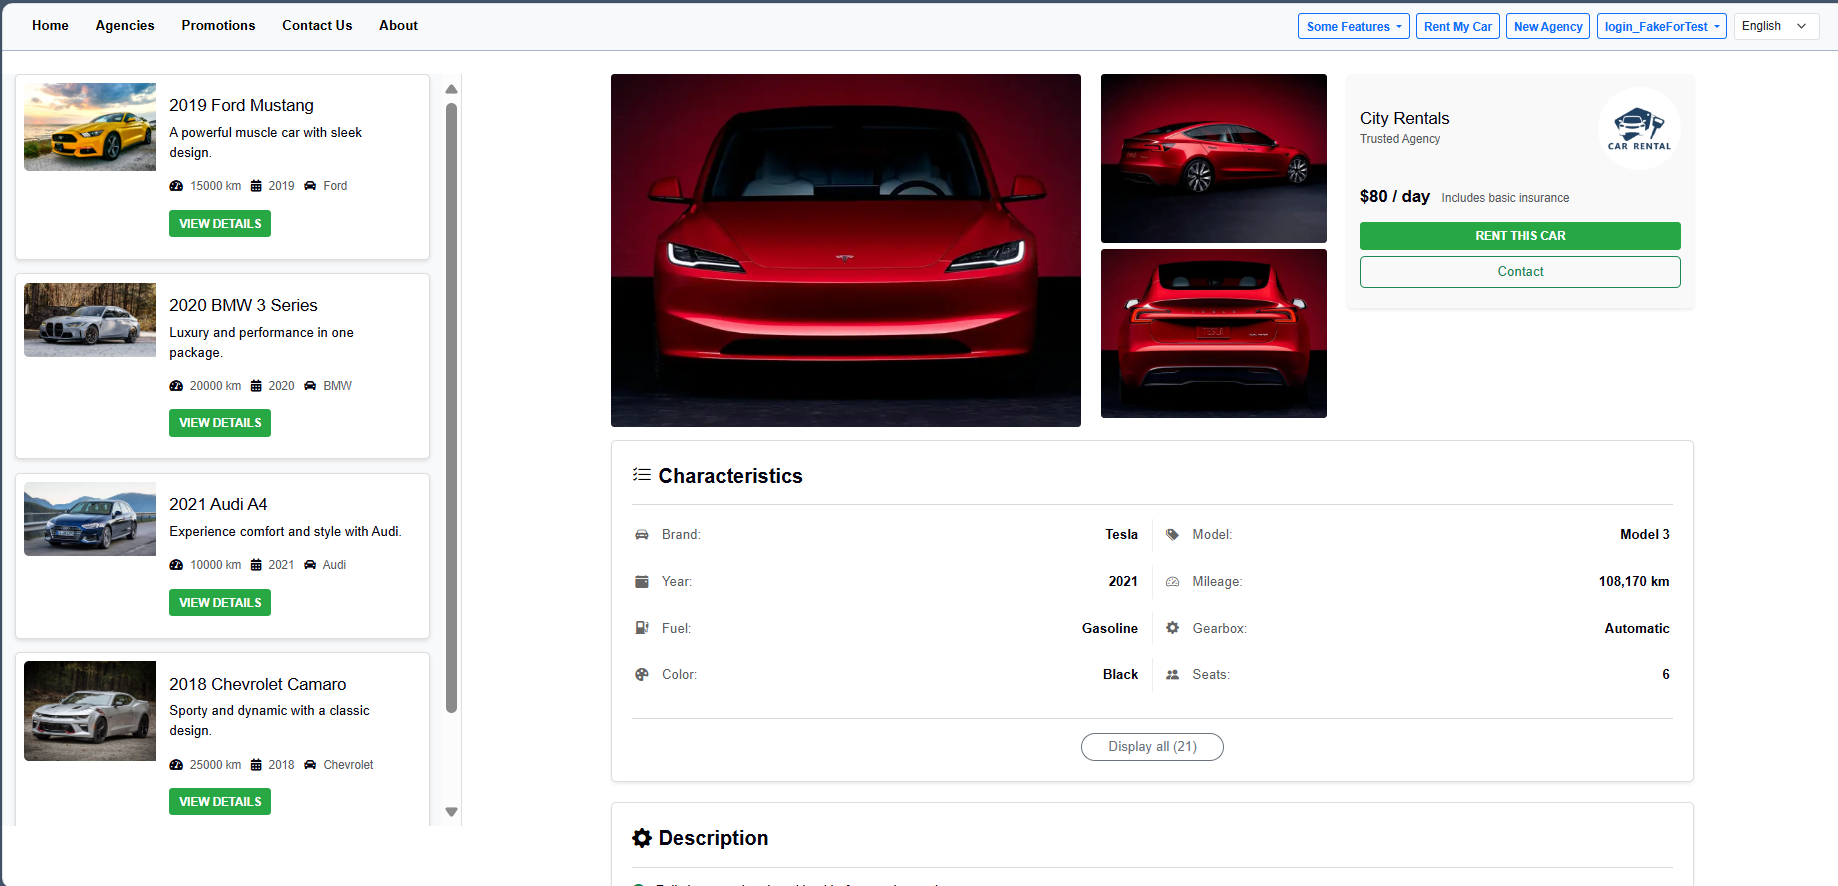 Home Agencies Promotions Contact Us About Some Features Rent My Car New Agency login_FakeForTest English
2019 Ford Mustang
A powerful muscle car with sleek
design.
15000 km 2019 Ford
VIEW DETAILS
2020 BMW 3 Series
Luxury and performance in one
package.
20000 km 2020 BMW
VIEW DETAILS
2021 Audi A4
Experience comfort and style with Audi.
10000 km 2021 Audi
VIEW DETAILS
2018 Chevrolet Camaro
Sporty and dynamic with a classic
design.
25000 km 2018 Chevrolet
VIEW DETAILS
TESLA
City Rentals
Trusted Agency
CAR RENTAL
$80 / day Includes basic insurance
RENT THIS CAR
Contact
Characteristics
Brand: Tesla Model: Model 3
Year: 2021 Mileage: 108,170 km
Fuel: Gasoline Gearbox: Automatic
Color: Black Seats: 6
Display all (21)
Description